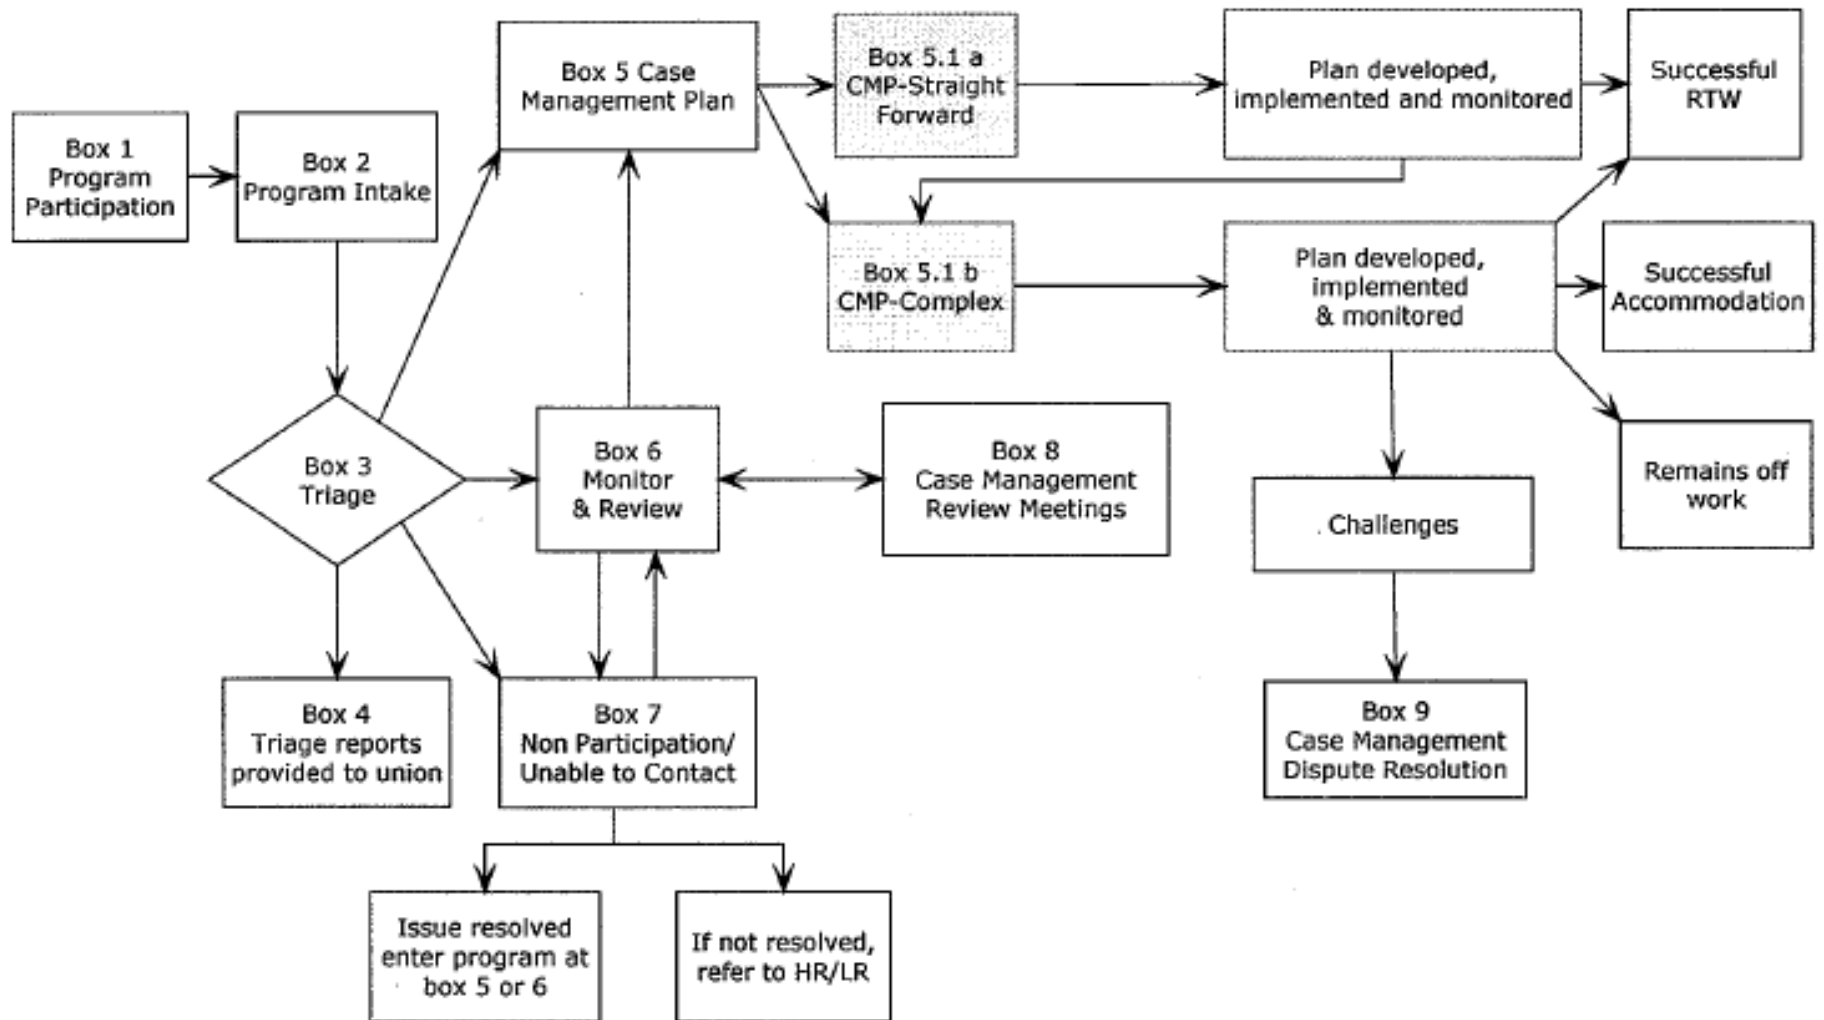 Box 1
Program
Participation
Box 2
Program Intake
Box 3
Triage
Box 4
Triage reports
provided to union
Box 5 Case
Management Plan
Box 5.1 a
CMP-Straight
Forward
Plan developed,
implemented and monitored
Successful
RTW
Box 5.1 b
CMP-Complex
Plan developed,
implemented
& monitored
Successful
Accommodation
Remains off
work
Box 6
Monitor
& Review
Box 8
Case Management
Review Meetings
Challenges
Box 7
Non Participation/
Unable to Contact
Box 9
Case Management
Dispute Resolution
Issue resolved
enter program at
box 5 or 6
If not resolved,
refer to HR/LR